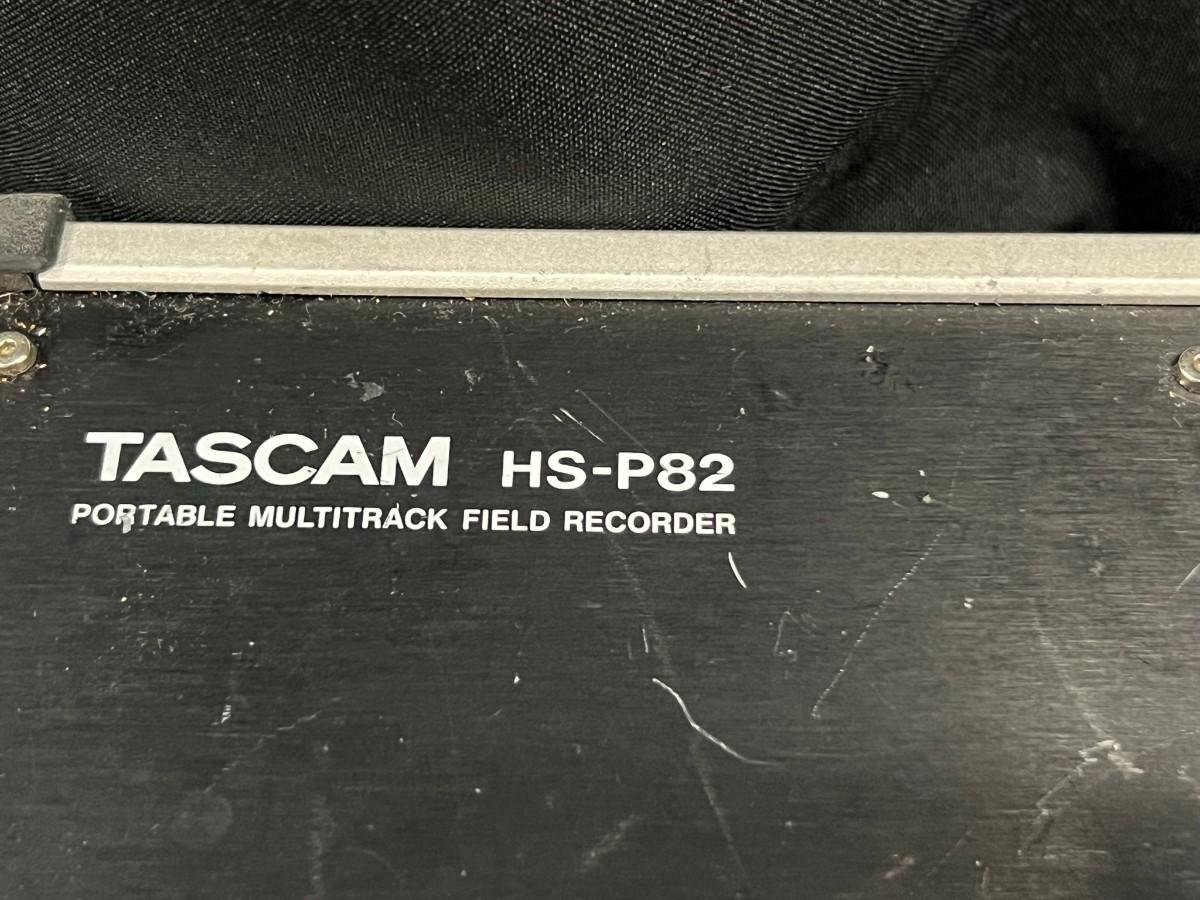 TASCAM HS-P82
PORTABLE MULTITRACK FIELD RECORDER